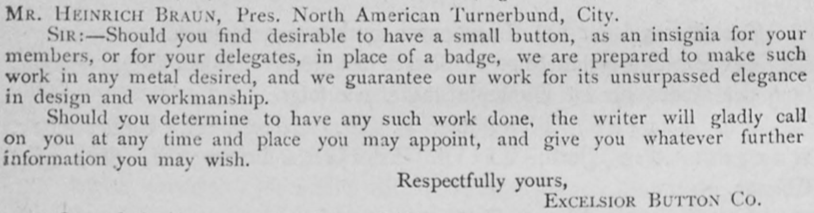 MR. HEINRICH BRAUN, Pres. North American Turnerbund, City.
SIR:—Should you find desirable to have a small button, as an insignia for your
members, or for your delegates, in place of a badge, we are prepared to make such
work in any metal desired, and we guarantee our work for its unsurpassed elegance
in design and workmanship.
Should you determine to have any such work done, the writer will gladly call
on you at any time and place you may appoint, and give you whatever further
information you may wish.
Respectfully yours,
EXCELSIOR BUTTON CO.